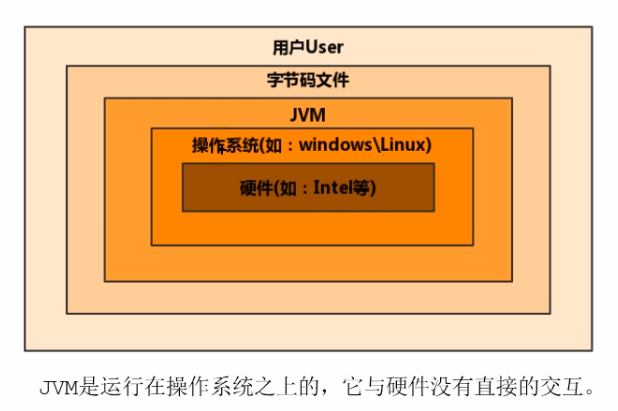 用户User
字节码文件
JVM
操作系统(如：windows\Linux)
硬件(如：Intel等)
JVM是运行在操作系统之上的，它与硬件没有直接的交互。